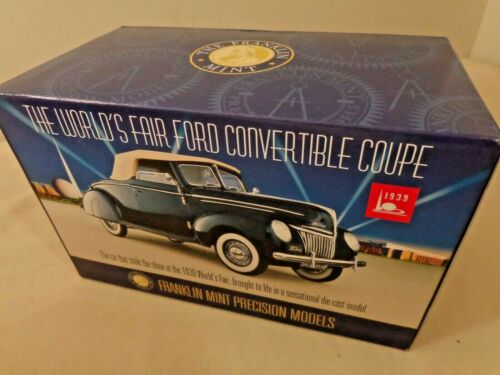 THE FRANKLIN
MINT
THE WORLD'S FAIR FORD CONVERTIBLE COUPE
1939
The car that stole the show at the 1939 World's Fair, brought to life in a sensational die cast model.
FRANKLIN MINT PRECISION MODELS